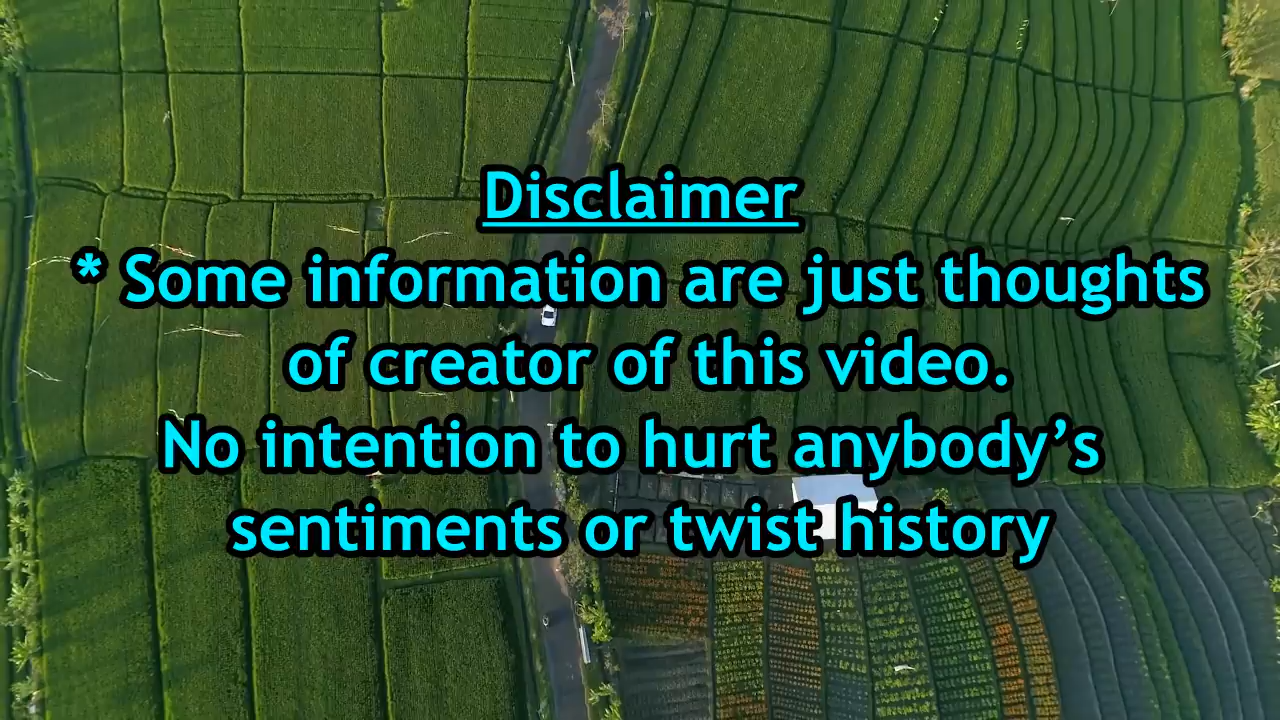 Disclaimer
* Some information are just thoughts
of creator of this video.
No intention to hurt anybody’s
sentiments or twist history